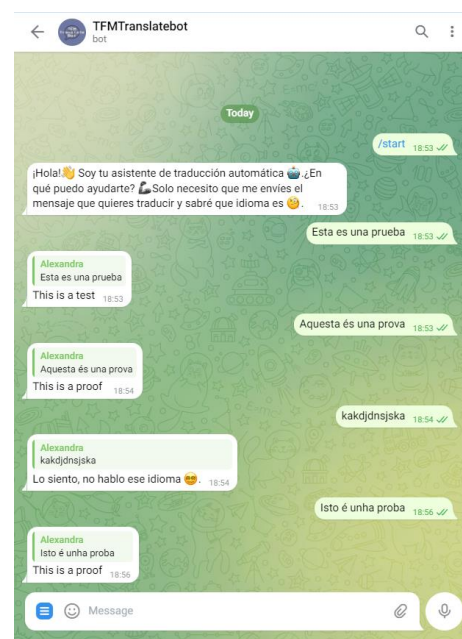 TFMTranslatebot
bot
Today
/start 18:53
¡Hola!👋 Soy tu asistente de traducción automática 🤖.¿En
qué puedo ayudarte? 🦾Solo necesito que me envíes el
mensaje que quieres traducir y sabré que idioma es 🧐. 18:53
Esta es una prueba 18:53
Alexandra
Esta es una prueba
This is a test 18:53
Aquesta és una prova 18:53
Alexandra
Aquesta és una prova
This is a proof 18:54
kakdjdnsjska 18:54
Alexandra
kakdjdnsjska
Lo siento, no hablo ese idioma 😵‍💫. 18:54
Isto é unha proba 18:56
Alexandra
Isto é unha proba
This is a proof 18:56
Message